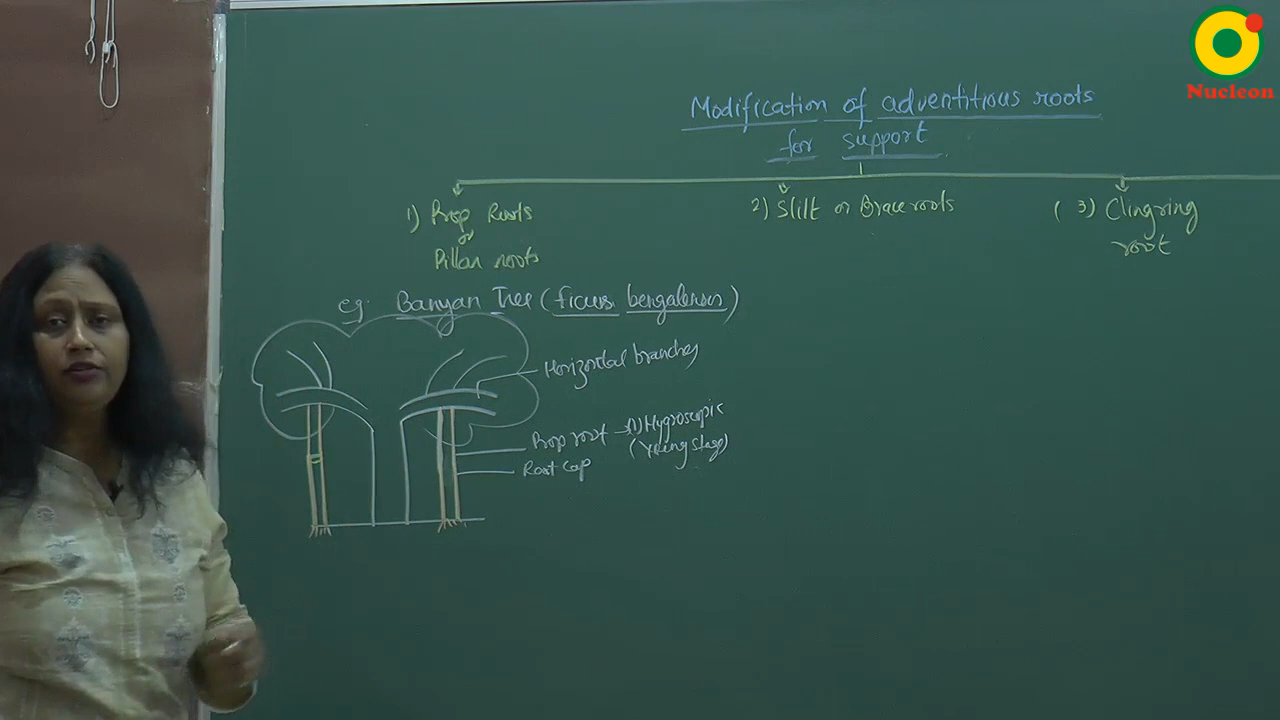 Nucleon
Modification of adventitious roots
for support
1) Prop Roots
or
Pillar roots
2) Stilt or Brace roots
( 3) Clingring
root
eg. Banyan Tree (ficus bengalensis)
Horizontal branches
Prop root → (1) Hygroscopic
(Young stage)
Root cap